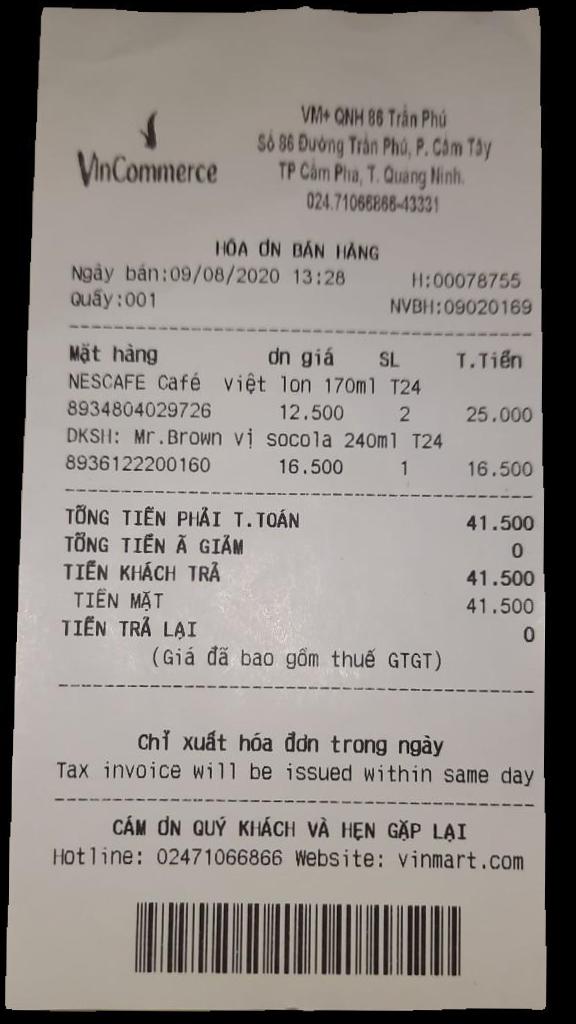 VinCommerce
VM+ QNH 86 Trần Phú
Số 86 Đường Trần Phú, P. Cẩm Tây
TP Cẩm Phả, T. Quảng Ninh.
024.71066866-43331
HÓA ƠN BÁN HÀNG
Ngày bán:09/08/2020 13:28 H:00078755
Quầy:001 NVBH:09020169
Mặt hàng ơn giá SL T.Tiền
NESCAFE Café việt lon 170ml T24
8934804029726 12.500 2 25.000
DKSH: Mr.Brown vị socola 240ml T24
8936122200160 16.500 1 16.500
TỔNG TIỀN PHẢI T.TOÁN 41.500
TỔNG TIỀN Ã GIẢM 0
TIỀN KHÁCH TRẢ 41.500
TIỀN MẶT 41.500
TIỀN TRẢ LẠI 0
(Giá đã bao gồm thuế GTGT)
Chỉ xuất hóa đơn trong ngày
Tax invoice will be issued within same day
CẢM ƠN QUÝ KHÁCH VÀ HẸN GẶP LẠI
Hotline: 02471066866 Website: vinmart.com